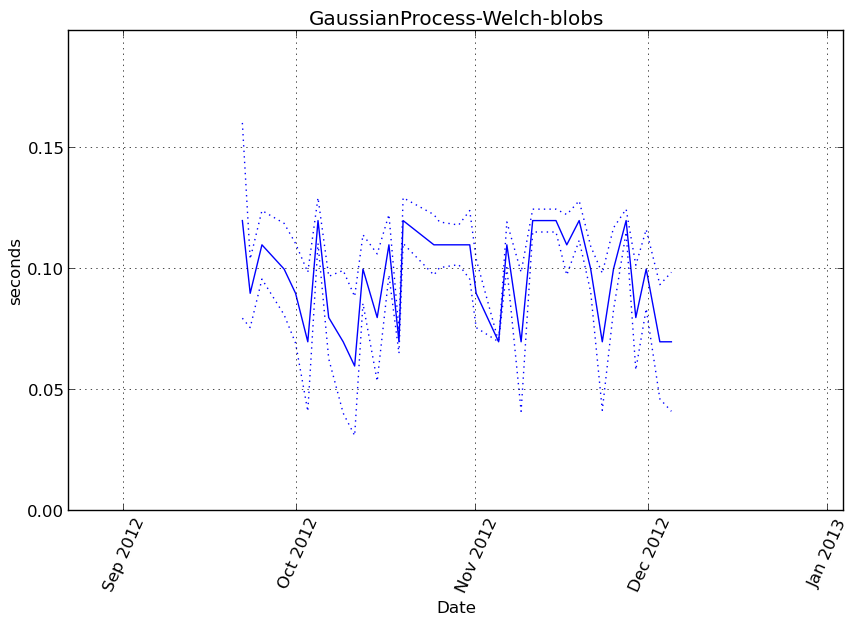 GaussianProcess-Welch-blobs
seconds
0.15
0.10
0.05
0.00
Sep 2012
Oct 2012
Nov 2012
Dec 2012
Jan 2013
Date